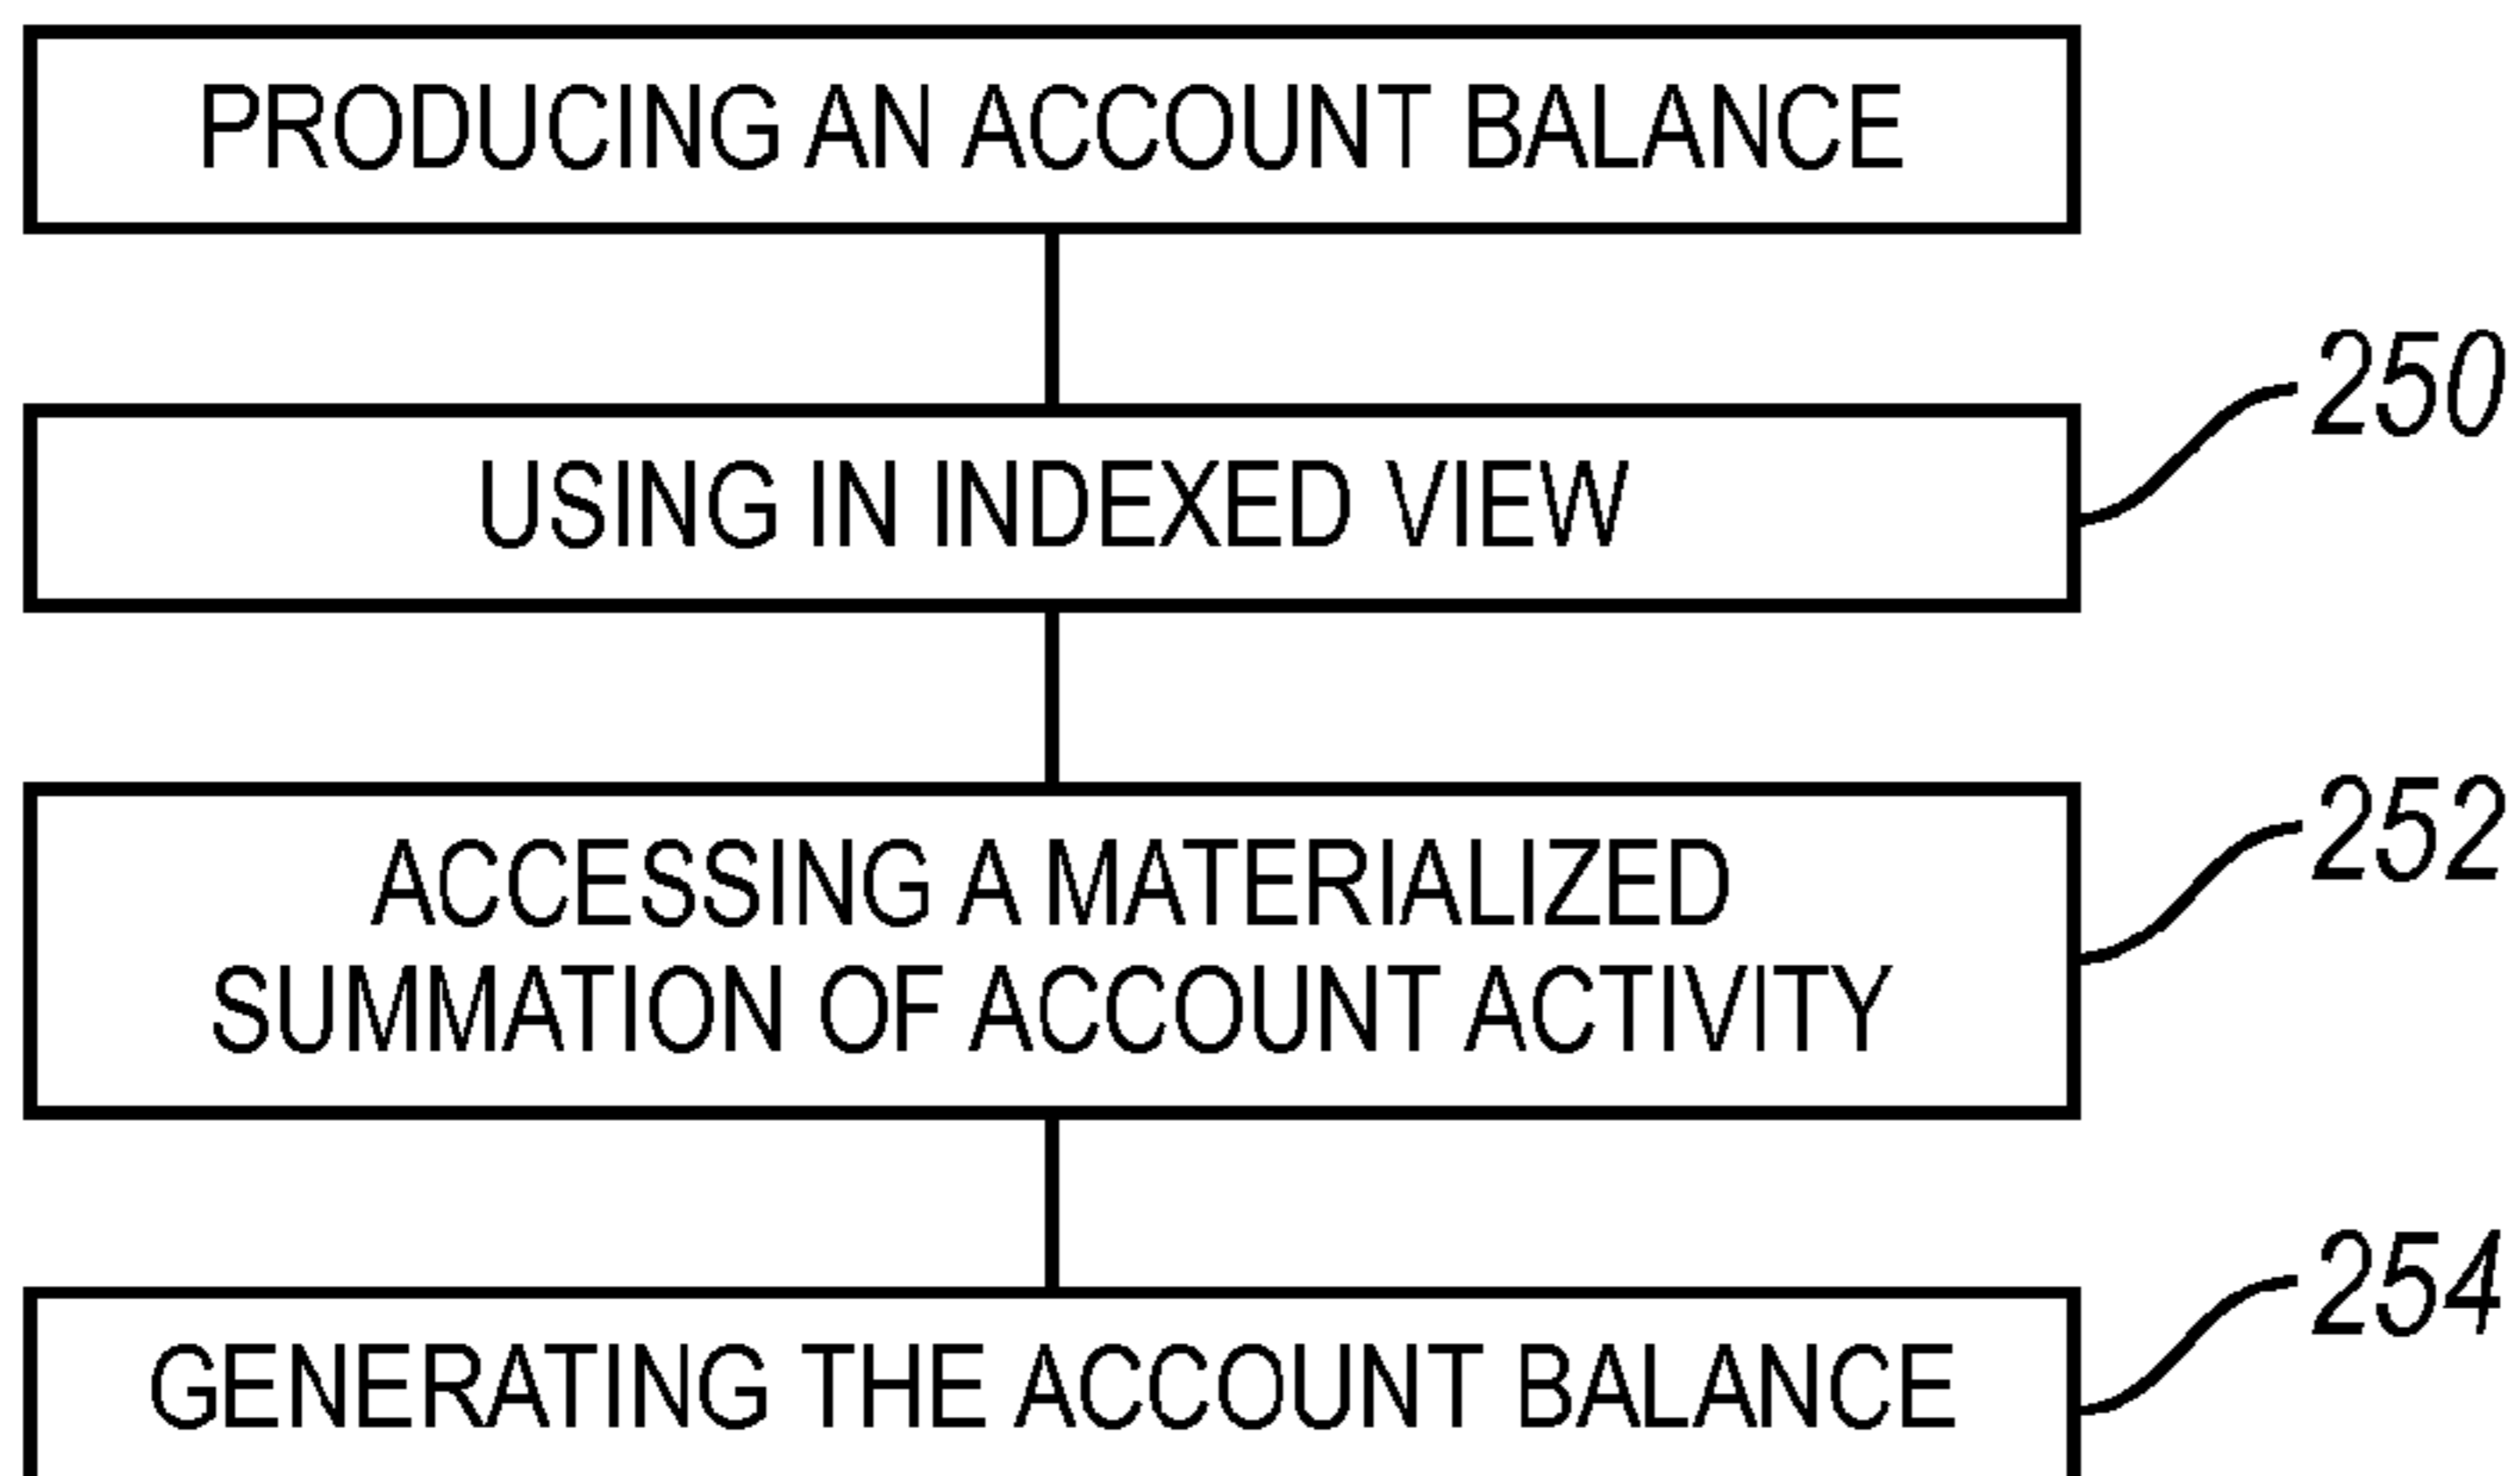 PRODUCING AN ACCOUNT BALANCE
250
USING IN INDEXED VIEW
252
ACCESSING A MATERIALIZED
SUMMATION OF ACCOUNT ACTIVITY
254
GENERATING THE ACCOUNT BALANCE